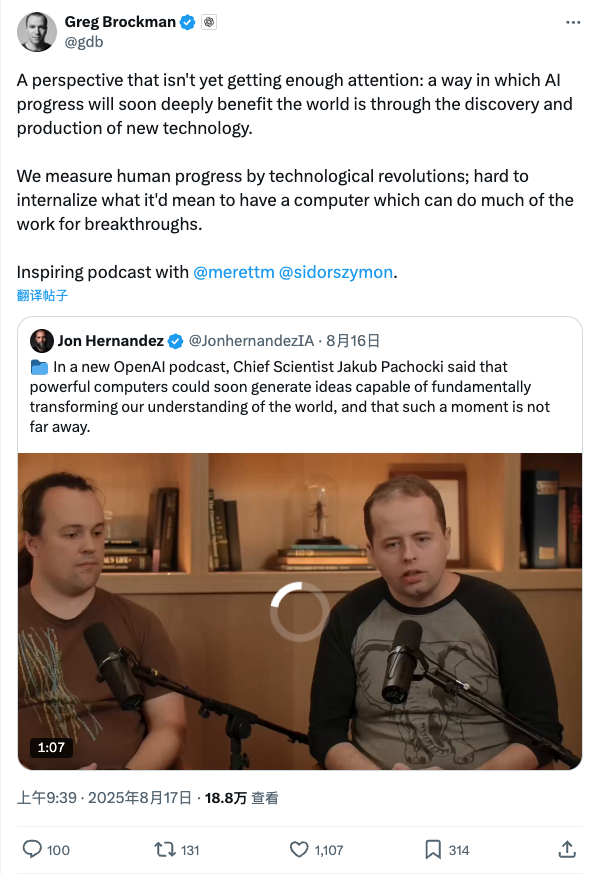 Greg Brockman
@gdb
A perspective that isn't yet getting enough attention: a way in which AI
progress will soon deeply benefit the world is through the discovery and
production of new technology.
We measure human progress by technological revolutions; hard to
internalize what it'd mean to have a computer which can do much of the
work for breakthroughs.
Inspiring podcast with @merettm @sidorszymon.
翻译帖子
Jon Hernandez @JonhernandezIA · 8月16日
In a new OpenAI podcast, Chief Scientist Jakub Pachocki said that
powerful computers could soon generate ideas capable of fundamentally
transforming our understanding of the world, and that such a moment is not
far away.
1:07
上午9:39 · 2025年8月17日 · 18.8万 查看
100 131 1,107 314